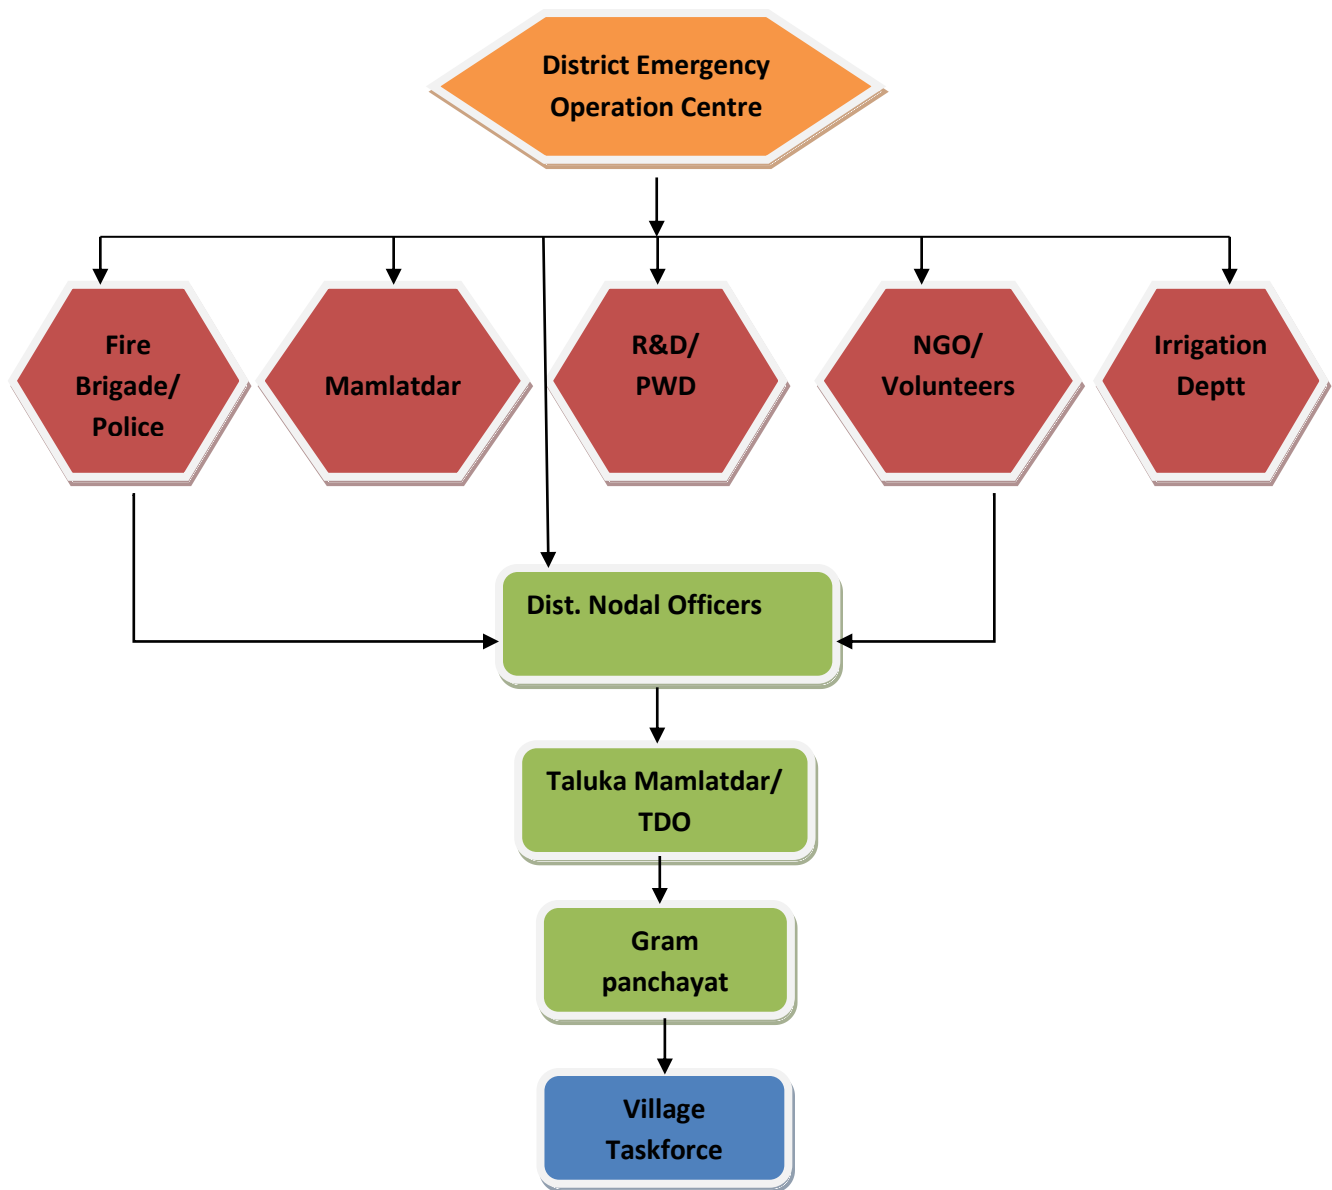 District Emergency
Operation Centre
Fire
Brigade/
Police
Mamlatdar
R&D/
PWD
NGO/
Volunteers
Irrigation
Deptt
Dist. Nodal Officers
Taluka Mamlatdar/
TDO
Gram
panchayat
Village
Taskforce